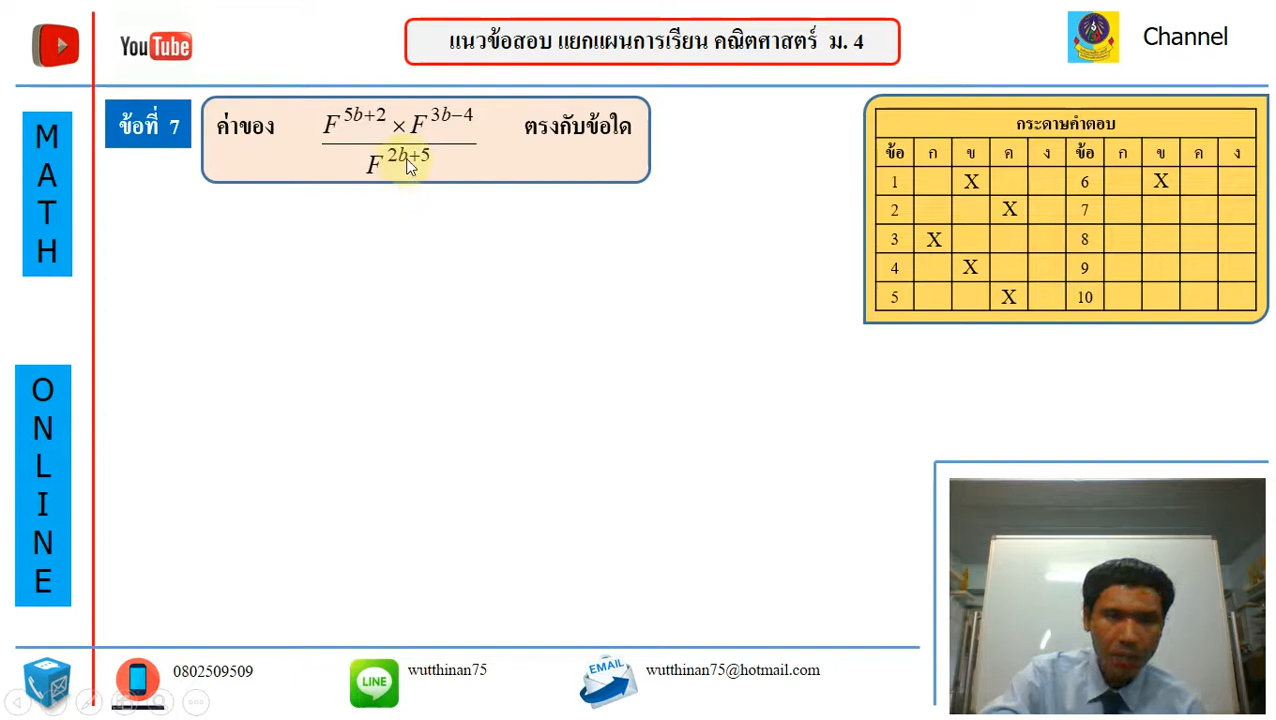 YouTube
แนวข้อสอบ แยกแผนการเรียน คณิตศาสตร์ ม. 4
Channel
MATH
ONLINE
ข้อที่ 7
ค่าของ F^{5b+2} × F^{3b-4} / F^{2b+5} ตรงกับข้อใด
กระดาษคำตอบ
ข้อ ก ข ค ง ข้อ ก ข ค ง
1 X 6 X
2 X 7
3 X 8
4 X 9
5 X 10
0802509509
LINE
wutthinan75
EMAIL
wutthinan75@hotmail.com